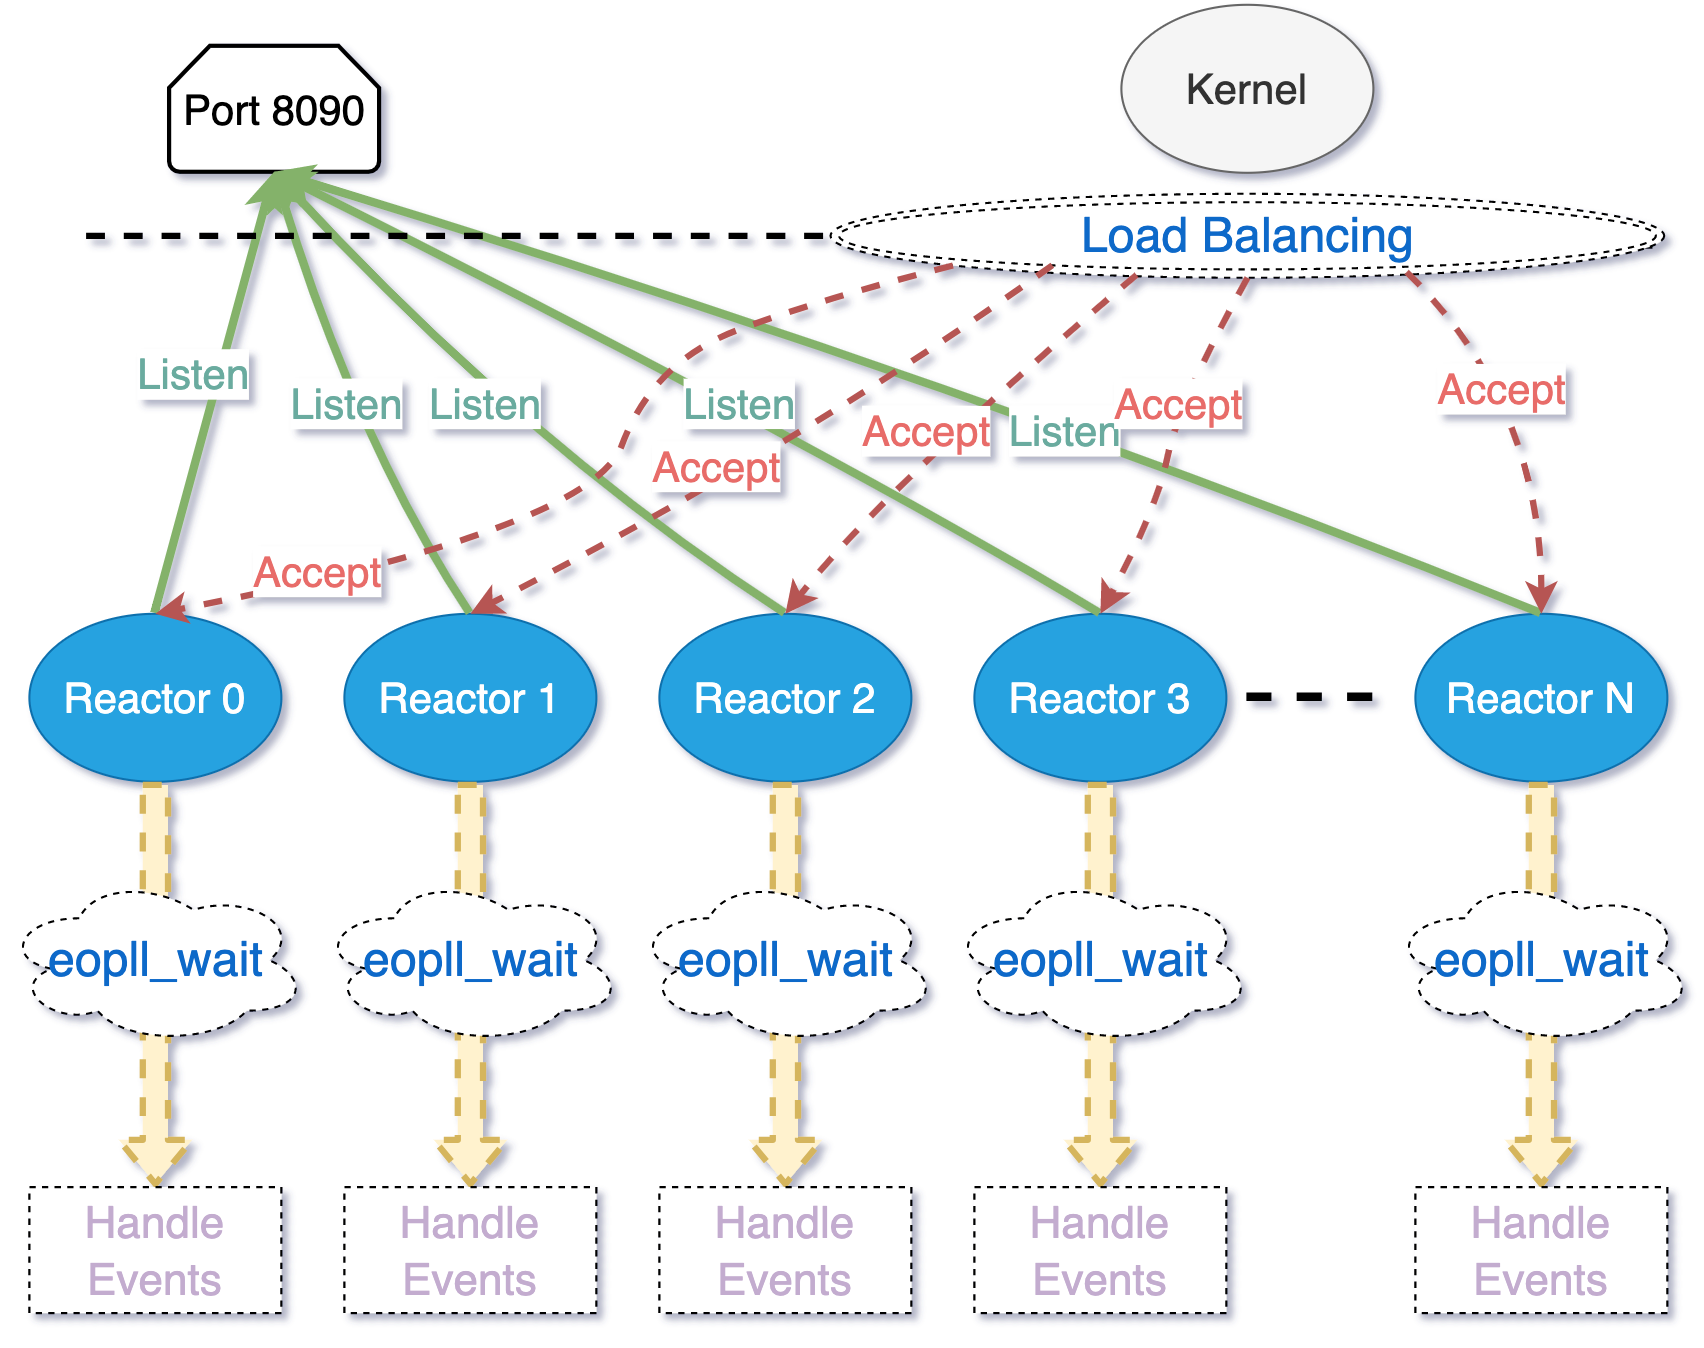 Port 8090
Kernel
Load Balancing
Listen
Listen
Listen
Listen
Listen
Accept
Accept
Accept
Accept
Accept
Reactor 0
Reactor 1
Reactor 2
Reactor 3
Reactor N
eopll_wait
eopll_wait
eopll_wait
eopll_wait
eopll_wait
Handle
Events
Handle
Events
Handle
Events
Handle
Events
Handle
Events